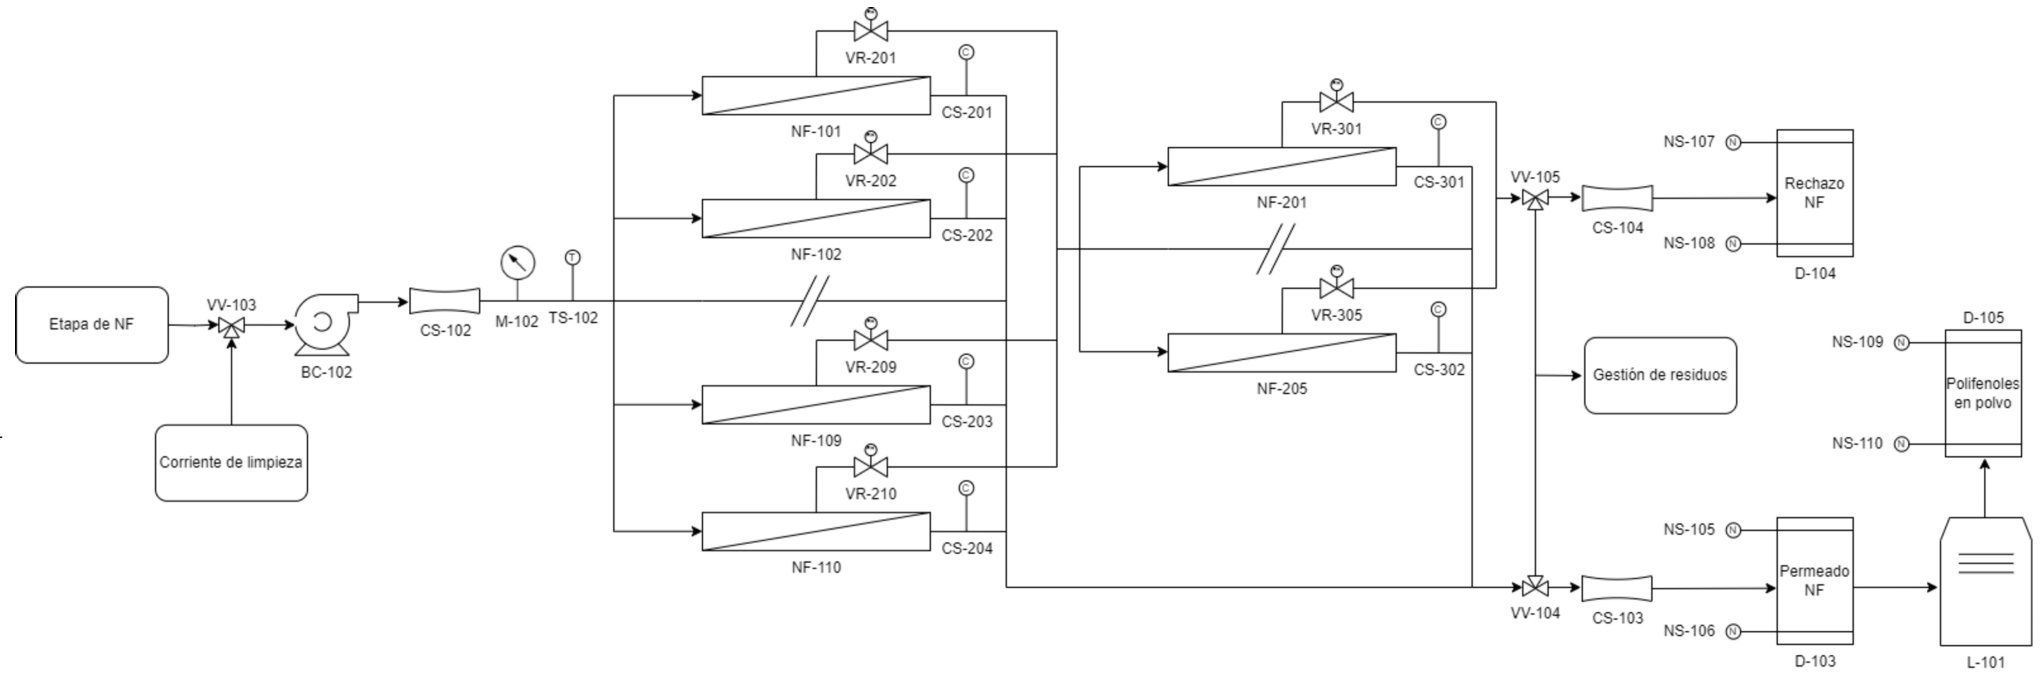 VR-201
C
CS-201
NF-101
VR-202
C
CS-202
NF-102
VR-209
C
CS-203
NF-109
VR-210
C
CS-204
NF-110
Etapa de NF
VV-103
BC-102
Corriente de limpieza
CS-102
M-102
T
TS-102
VR-301
C
CS-301
NF-201
VR-305
C
CS-302
NF-205
VV-105
CS-104
NS-107
N
Rechazo
NF
NS-108
N
D-104
Gestión de residuos
VV-104
CS-103
NS-105
N
Permeado
NF
NS-106
N
D-103
D-105
NS-109
N
Polifenoles
en polvo
NS-110
N
L-101